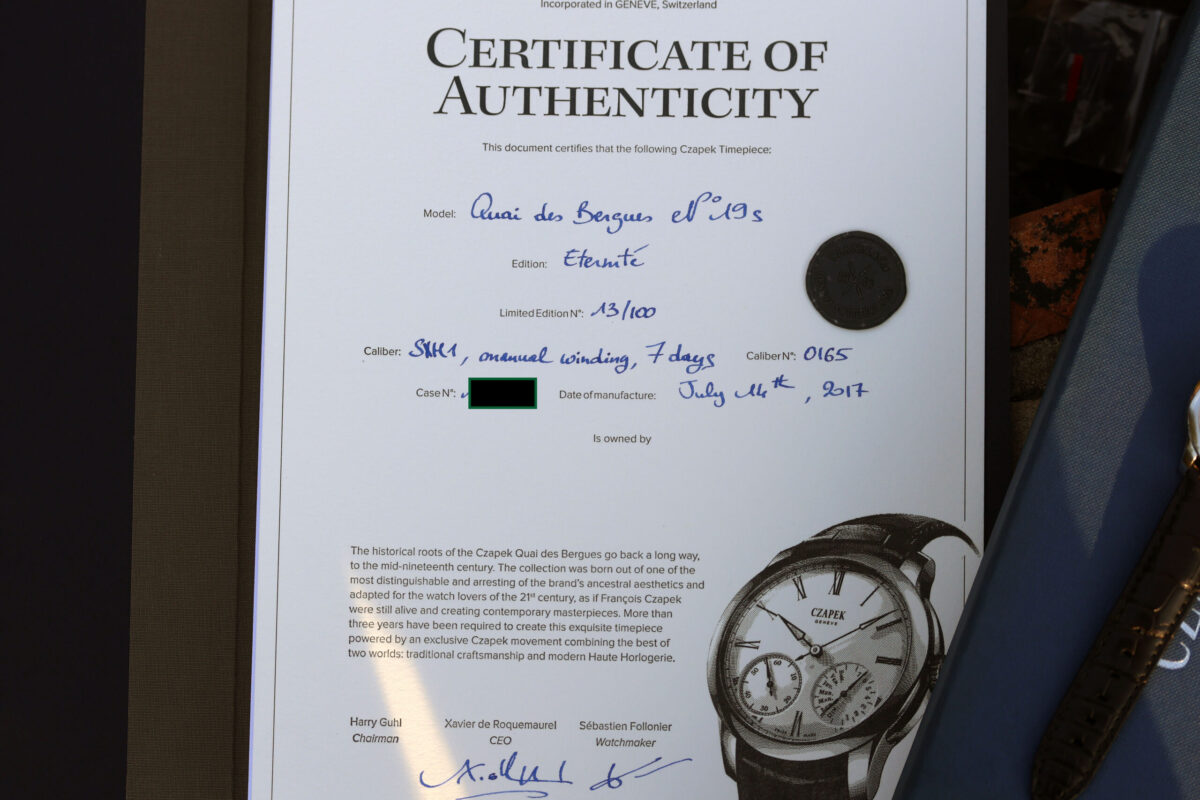 Incorporated in GENEVE, Switzerland
CERTIFICATE OF
AUTHENTICITY
This document certifies that the following Czapek Timepiece:
Model: Quai des Bergues N° 19s
Edition: Eternité
Limited Edition N°: 13/100
Caliber: SXH1, manual winding, 7 days Caliber N°: 0165
Case N°: Date of manufacture: July 14th, 2017
Is owned by
The historical roots of the Czapek Quai des Bergues go back a long way,
to the mid-nineteenth century. The collection was born out of one of the
most distinguishable and arresting of the brand's ancestral aesthetics and
adapted for the watch lovers of the 21st century, as if François Czapek
were still alive and creating contemporary masterpieces. More than
three years have been required to create this exquisite timepiece
powered by an exclusive Czapek movement combining the best of
two worlds: traditional craftsmanship and modern Haute Horlogerie.
CZAPEK
GENÈVE
60
10
30
50
SWISS MADE
Harry Guhl Xavier de Roquemaurel Sébastien Follonier
Chairman CEO Watchmaker